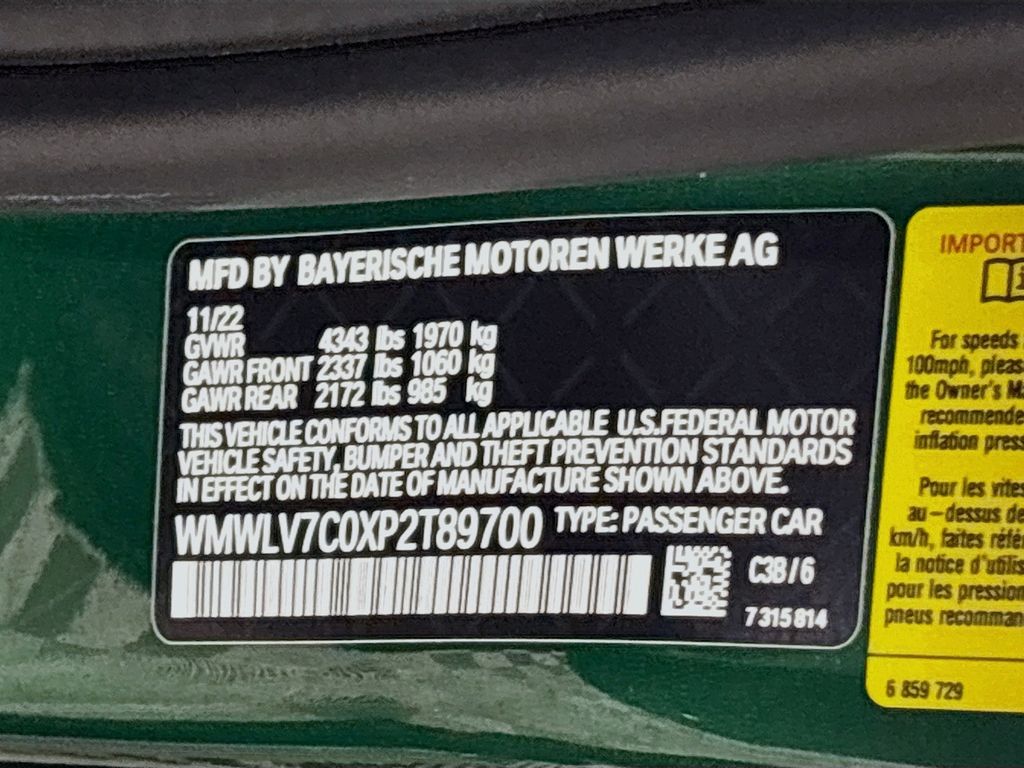 MFD BY BAYERISCHE MOTOREN WERKE AG
11/22
GVWR 4343 lbs 1970 kg
GAWR FRONT 2337 lbs 1060 kg
GAWR REAR 2172 lbs 985 kg
THIS VEHICLE CONFORMS TO ALL APPLICABLE U.S.FEDERAL MOTOR
VEHICLE SAFETY, BUMPER AND THEFT PREVENTION STANDARDS
IN EFFECT ON THE DATE OF MANUFACTURE SHOWN ABOVE.
WMWLV7C0XP2T89700 TYPE: PASSENGER CAR
C3B/6
7 315 814
IMPORT
For speeds
100mph, pleas
the Owner's Ma
recommende
inflation press
Pour les vites
au-dessus de
km/h, faites réfé
la notice d'utilis
pour les pression
pneus recomman
6 859 729